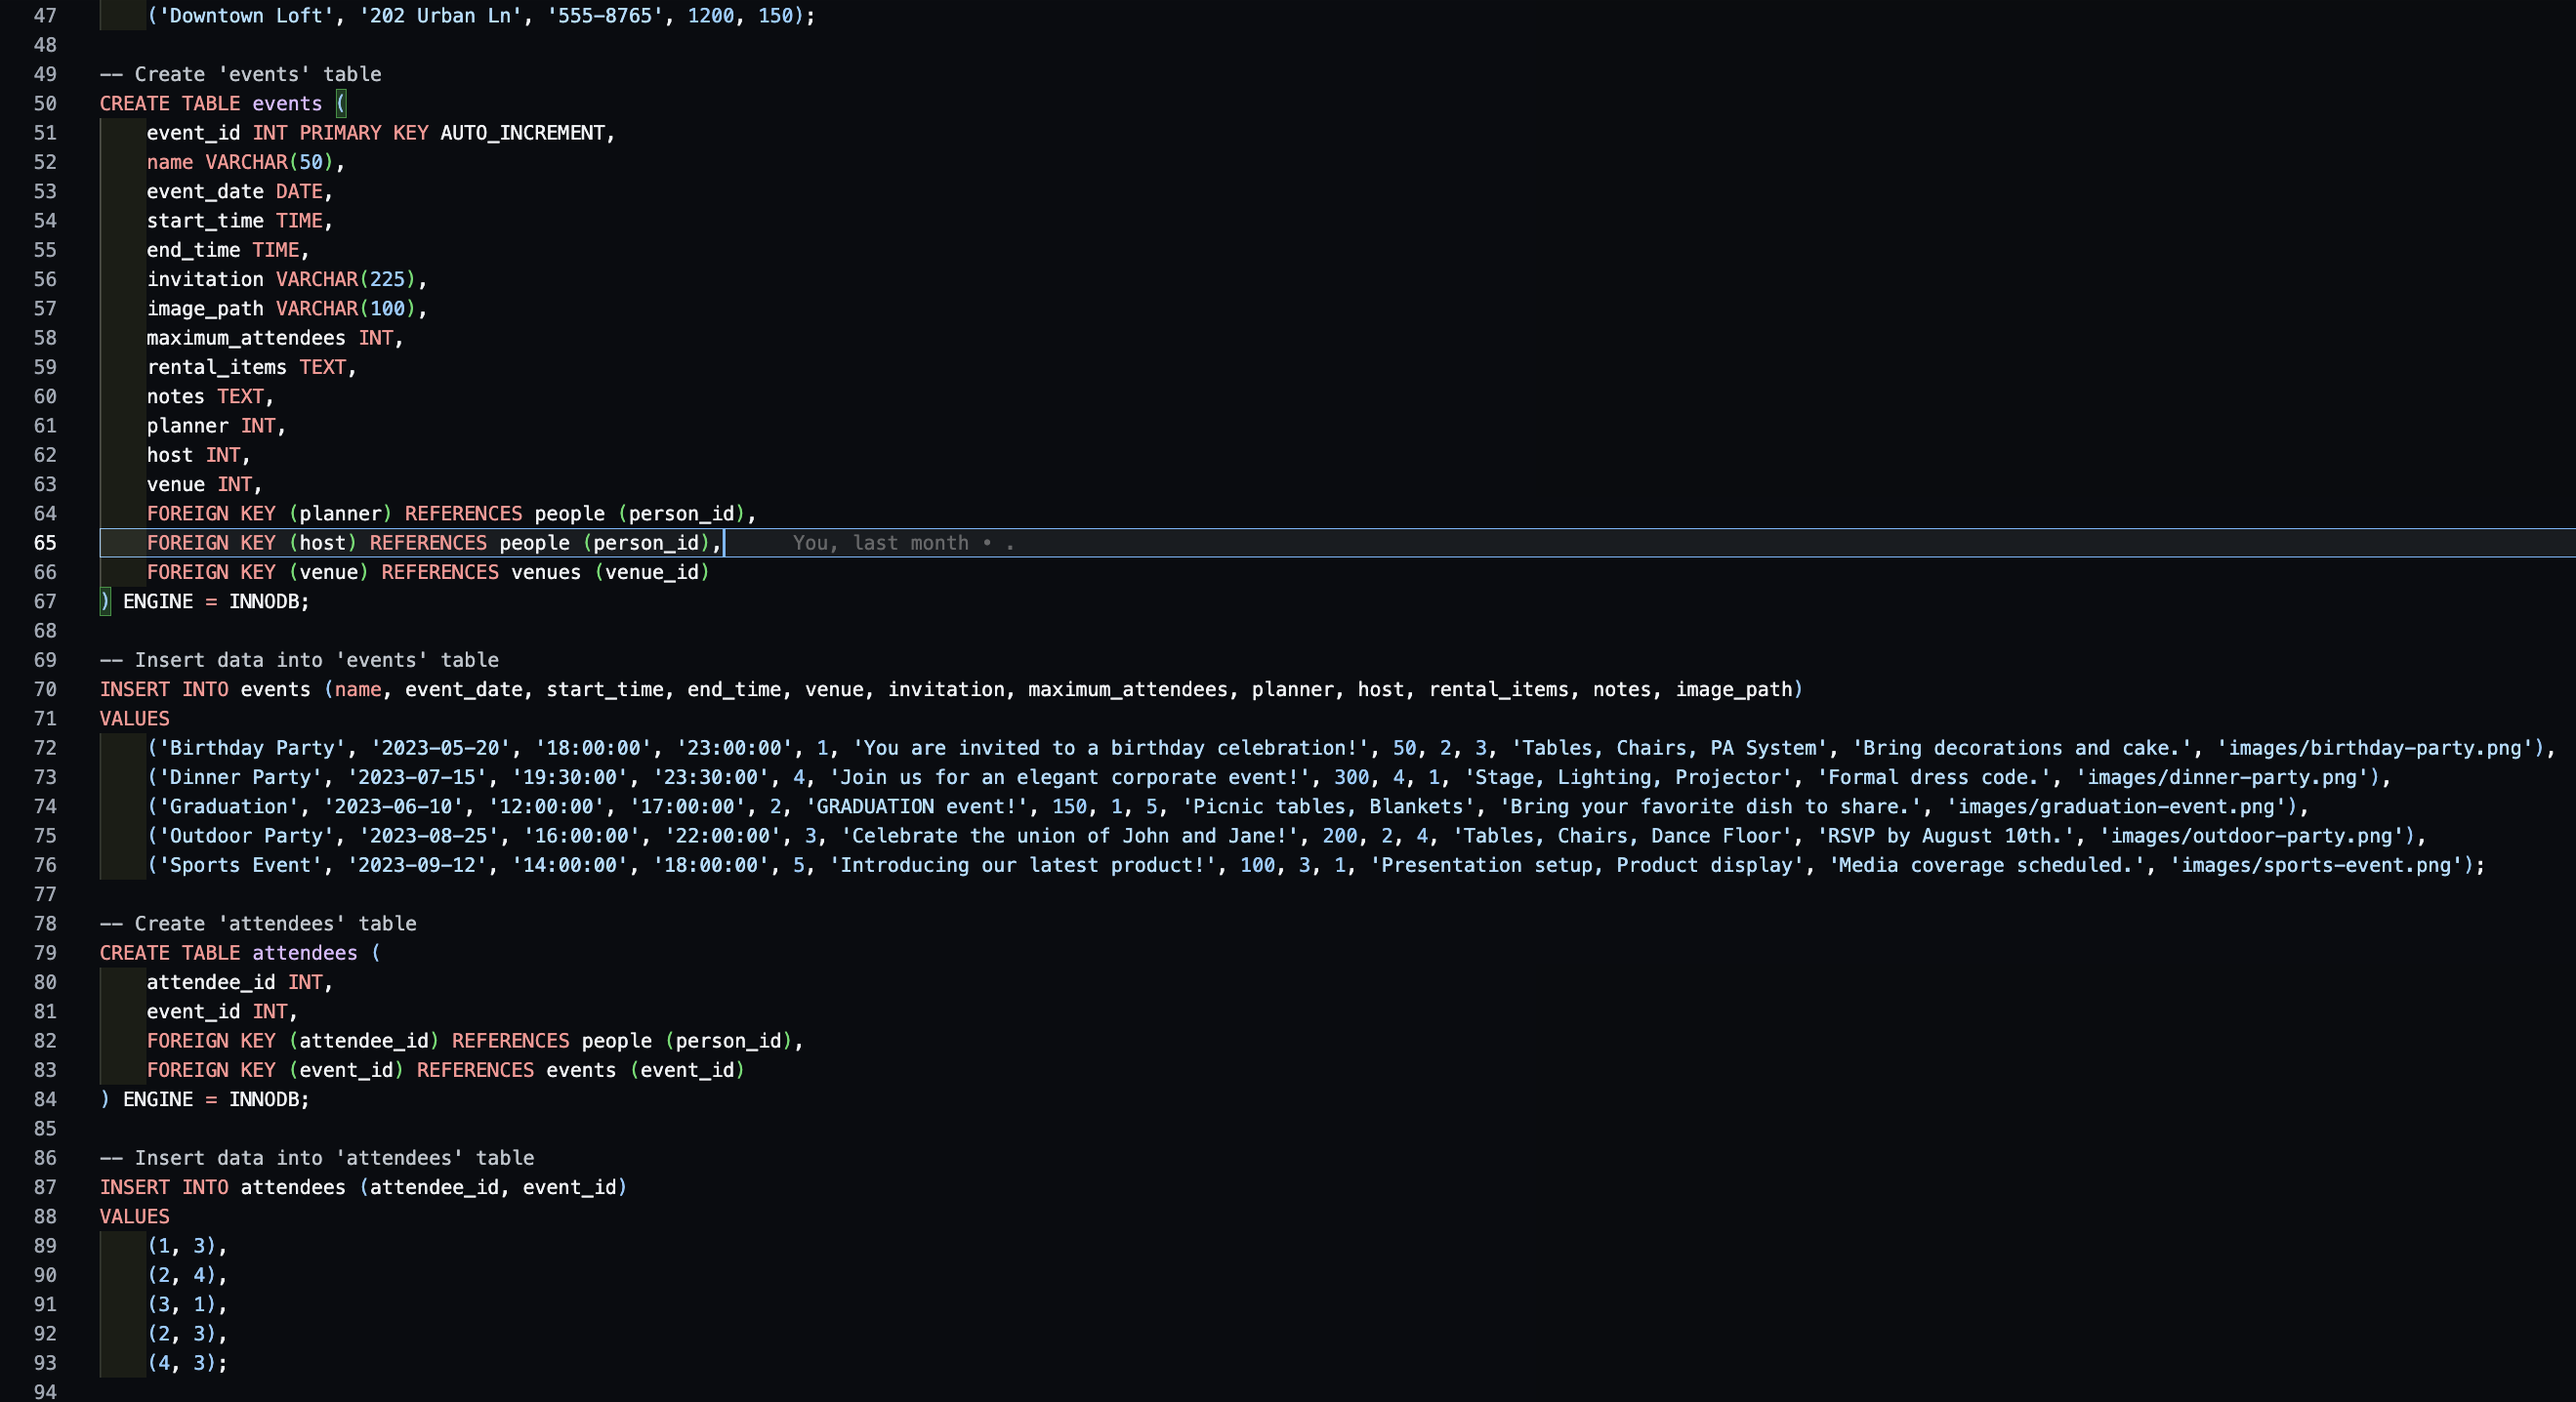 47 ('Downtown Loft', '202 Urban Ln', '555-8765', 1200, 150);
48
49 -- Create 'events' table
50 CREATE TABLE events (
51 event_id INT PRIMARY KEY AUTO_INCREMENT,
52 name VARCHAR(50),
53 event_date DATE,
54 start_time TIME,
55 end_time TIME,
56 invitation VARCHAR(225),
57 image_path VARCHAR(100),
58 maximum_attendees INT,
59 rental_items TEXT,
60 notes TEXT,
61 planner INT,
62 host INT,
63 venue INT,
64 FOREIGN KEY (planner) REFERENCES people (person_id),
65 FOREIGN KEY (host) REFERENCES people (person_id), You, last month • .
66 FOREIGN KEY (venue) REFERENCES venues (venue_id)
67 ) ENGINE = INNODB;
68
69 -- Insert data into 'events' table
70 INSERT INTO events (name, event_date, start_time, end_time, venue, invitation, maximum_attendees, planner, host, rental_items, notes, image_path)
71 VALUES
72 ('Birthday Party', '2023-05-20', '18:00:00', '23:00:00', 1, 'You are invited to a birthday celebration!', 50, 2, 3, 'Tables, Chairs, PA System', 'Bring decorations and cake.', 'images/birthday-party.png'),
73 ('Dinner Party', '2023-07-15', '19:30:00', '23:30:00', 4, 'Join us for an elegant corporate event!', 300, 4, 1, 'Stage, Lighting, Projector', 'Formal dress code.', 'images/dinner-party.png'),
74 ('Graduation', '2023-06-10', '12:00:00', '17:00:00', 2, 'GRADUATION event!', 150, 1, 5, 'Picnic tables, Blankets', 'Bring your favorite dish to share.', 'images/graduation-event.png'),
75 ('Outdoor Party', '2023-08-25', '16:00:00', '22:00:00', 3, 'Celebrate the union of John and Jane!', 200, 2, 4, 'Tables, Chairs, Dance Floor', 'RSVP by August 10th.', 'images/outdoor-party.png'),
76 ('Sports Event', '2023-09-12', '14:00:00', '18:00:00', 5, 'Introducing our latest product!', 100, 3, 1, 'Presentation setup, Product display', 'Media coverage scheduled.', 'images/sports-event.png');
77
78 -- Create 'attendees' table
79 CREATE TABLE attendees (
80 attendee_id INT,
81 event_id INT,
82 FOREIGN KEY (attendee_id) REFERENCES people (person_id),
83 FOREIGN KEY (event_id) REFERENCES events (event_id)
84 ) ENGINE = INNODB;
85
86 -- Insert data into 'attendees' table
87 INSERT INTO attendees (attendee_id, event_id)
88 VALUES
89 (1, 3),
90 (2, 4),
91 (3, 1),
92 (2, 3),
93 (4, 3);
94